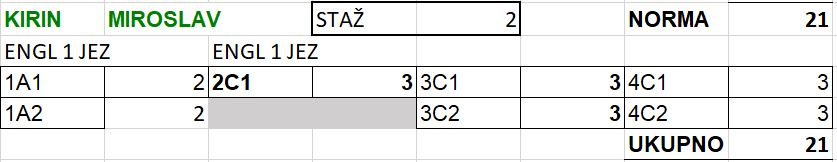 KIRIN MIROSLAV STAŽ 2 NORMA 21
ENGL 1 JEZ ENGL 1 JEZ
1A1 2 2C1 3 3C1 3 4C1 3
1A2 2 3C2 3 4C2 3
UKUPNO 21